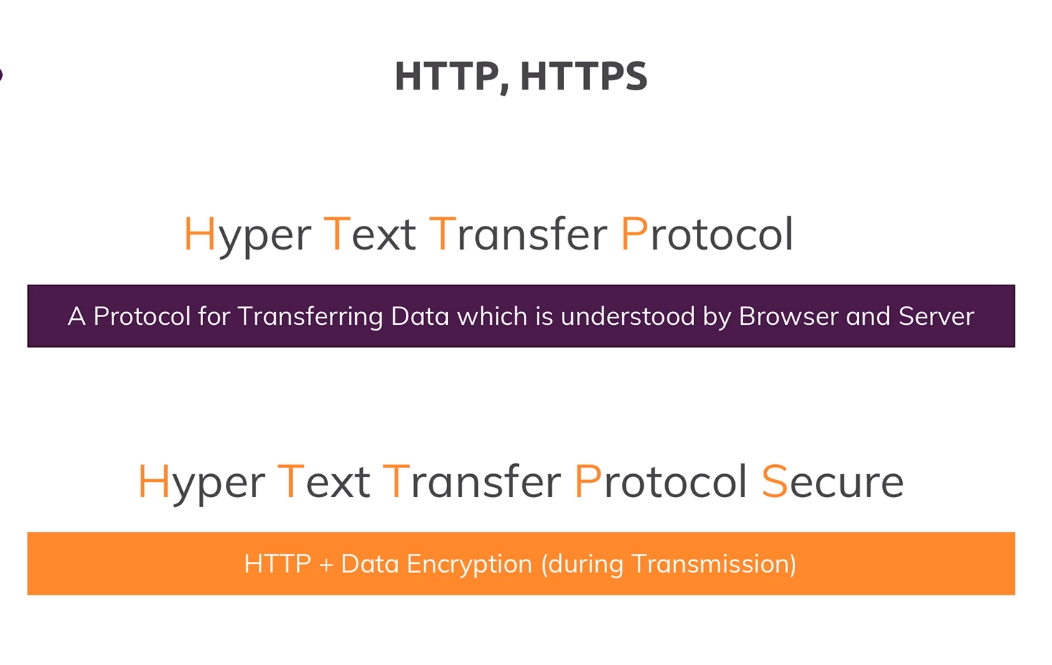 HTTP, HTTPS
Hyper Text Transfer Protocol
A Protocol for Transferring Data which is understood by Browser and Server
Hyper Text Transfer Protocol Secure
HTTP + Data Encryption (during Transmission)